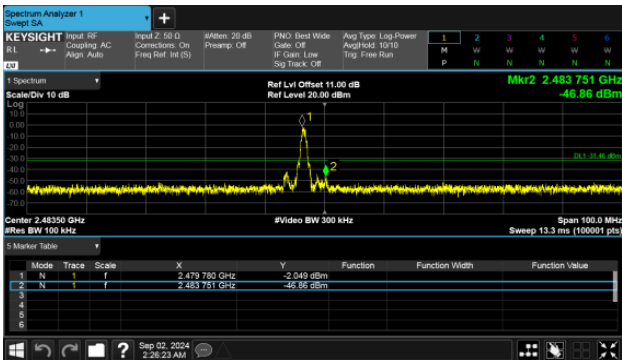 Spectrum Analyzer 1
Swept SA
KEYSIGHT Input: RF Input Z: 50 Ω #Atten: 20 dB PNO: Best Wide Avg Type: Log-Power 1 2 3 4 5 6
RL Coupling: AC Corrections: On Preamp: Off Gate: Off Avg|Hold: 10/10 M W W W W W
Align: Auto Freq Ref: Int (S) IF Gain: Low Trig: Free Run
Sig Track: Off P N N N N N
LXI
1 Spectrum
Ref Lvl Offset 11.00 dB Mkr2 2.483 751 GHz
Scale/Div 10 dB Ref Level 20.00 dBm -46.86 dBm
Log
10.0
0.00
-10.0
-20.0
-30.0
-40.0
-50.0
-60.0
-70.0
1
2
DL1 -31.46 dBm
Center 2.48350 GHz #Video BW 300 kHz Span 100.0 MHz
#Res BW 100 kHz Sweep 13.3 ms (100001 pts)
5 Marker Table
Mode Trace Scale X Y Function Function Width Function Value
1 N 1 f 2.479 780 GHz -2.049 dBm
2 N 1 f 2.483 751 GHz -46.86 dBm
3
4
5
6
? Sep 02, 2024
2:26:23 AM